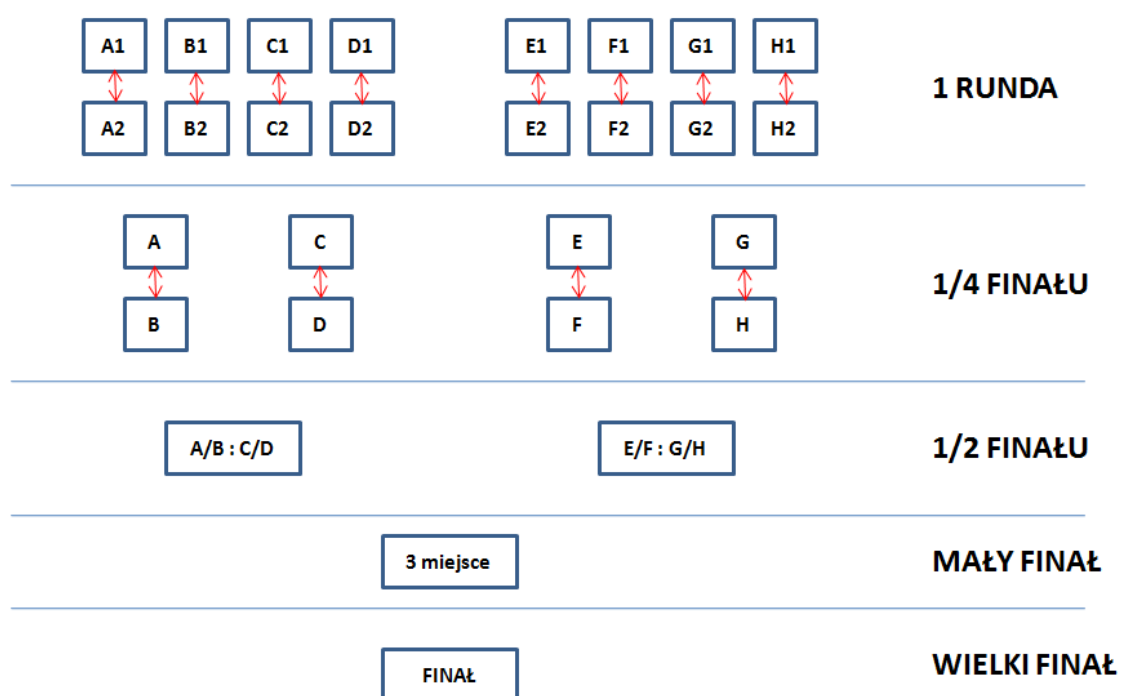 A1 B1 C1 D1 E1 F1 G1 H1
1 RUNDA
A2 B2 C2 D2 E2 F2 G2 H2
A C E G
1/4 FINAŁU
B D F H
A/B : C/D E/F : G/H 1/2 FINAŁU
3 miejsce MAŁY FINAŁ
FINAŁ WIELKI FINAŁ